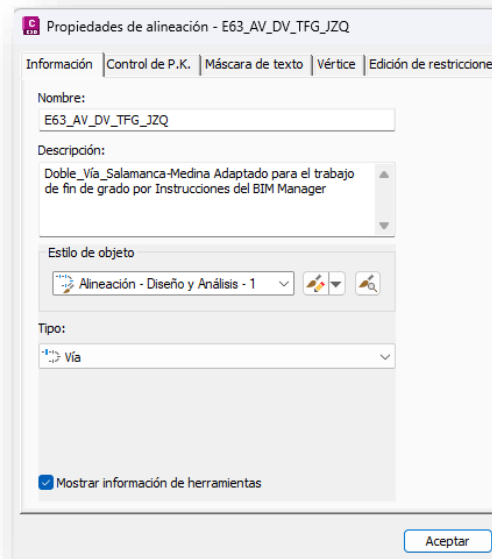 C
C3D
Propiedades de alineación - E63_AV_DV_TFG_JZQ
Información Control de P.K. Máscara de texto Vértice Edición de restriccione
Nombre:
E63_AV_DV_TFG_JZQ
Descripción:
Doble_Vía_Salamanca-Medina Adaptado para el trabajo
de fin de grado por Instrucciones del BIM Manager
Estilo de objeto
Alineación - Diseño y Análisis - 1
Tipo:
Vía
Mostrar información de herramientas
Aceptar